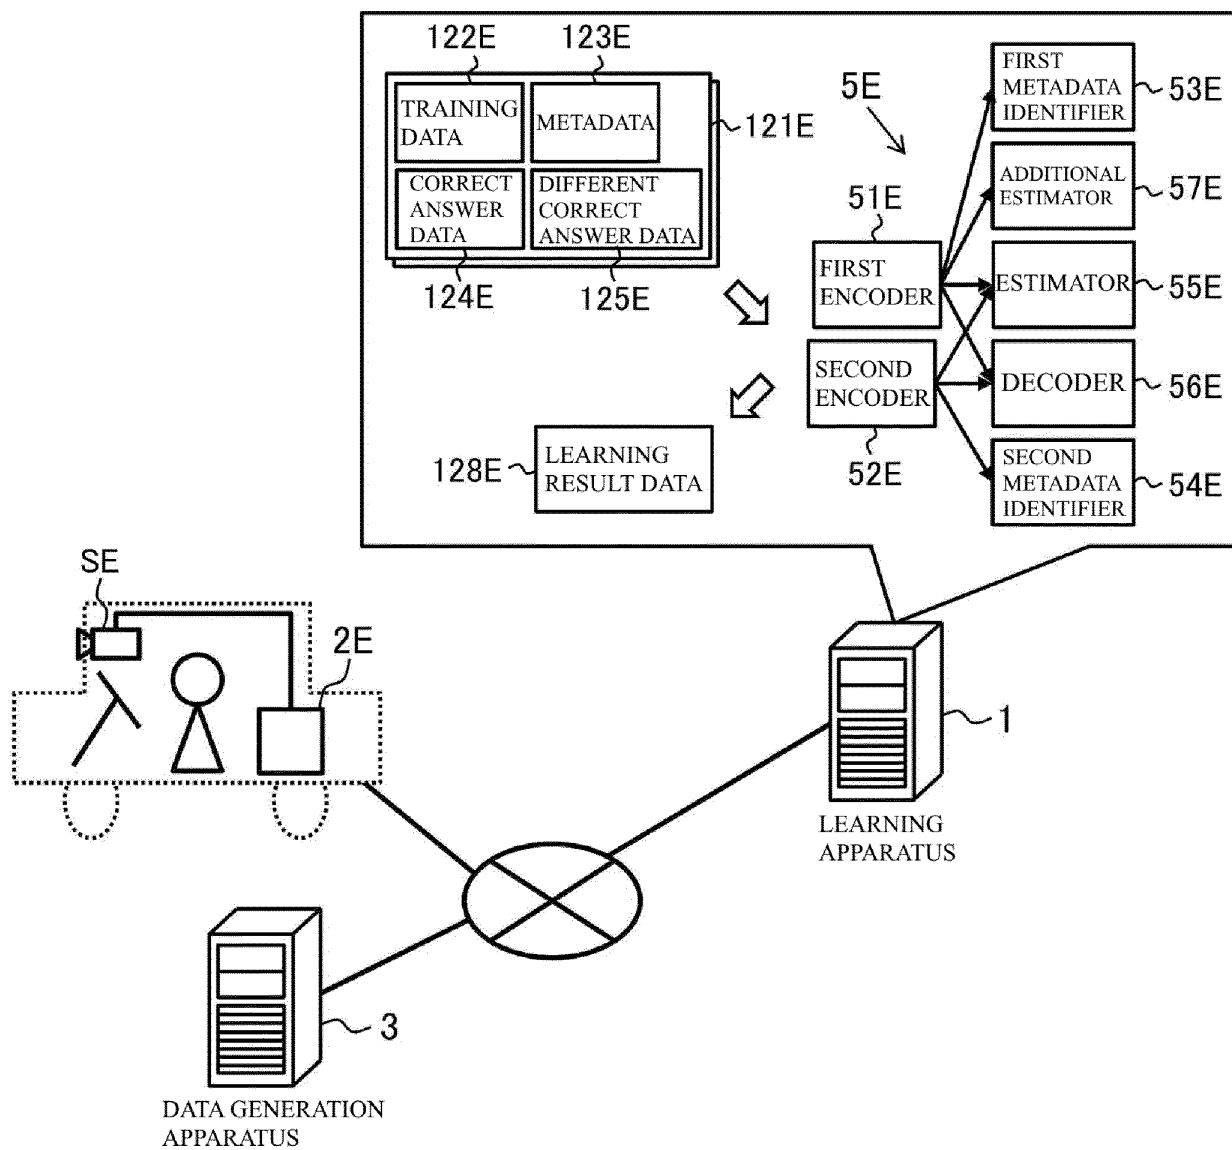 122E
123E
TRAINING
DATA
METADATA
121E
CORRECT
ANSWER
DATA
DIFFERENT
CORRECT
ANSWER DATA
124E
125E
5E
51E
FIRST
ENCODER
SECOND
ENCODER
52E
FIRST
METADADA
IDENTIFIER
53E
ADDITIONAL
ESTIMATOR
57E
ESTIMATOR
55E
DECODER
56E
SECOND
METADADA
IDENTIFIER
54E
128E
LEARNING
RESULT DATA
SE
2E
1
LEARNING
APPARATUS
3
DATA GENERATION
APPARATUS